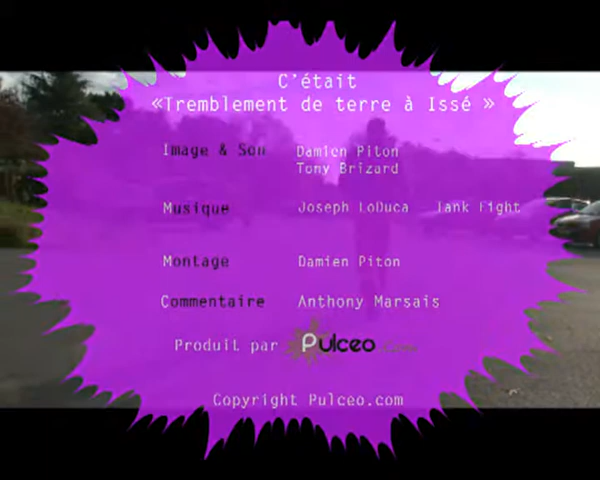 C'était
«Tremblement de terre à Issé »
Image & Son Damien Piton
Tony Brizard
Musique Joseph LoDuca Tank Fight
Montage Damien Piton
Commentaire Anthony Marsais
Produit par Pulceo.com
Copyright Pulceo.com